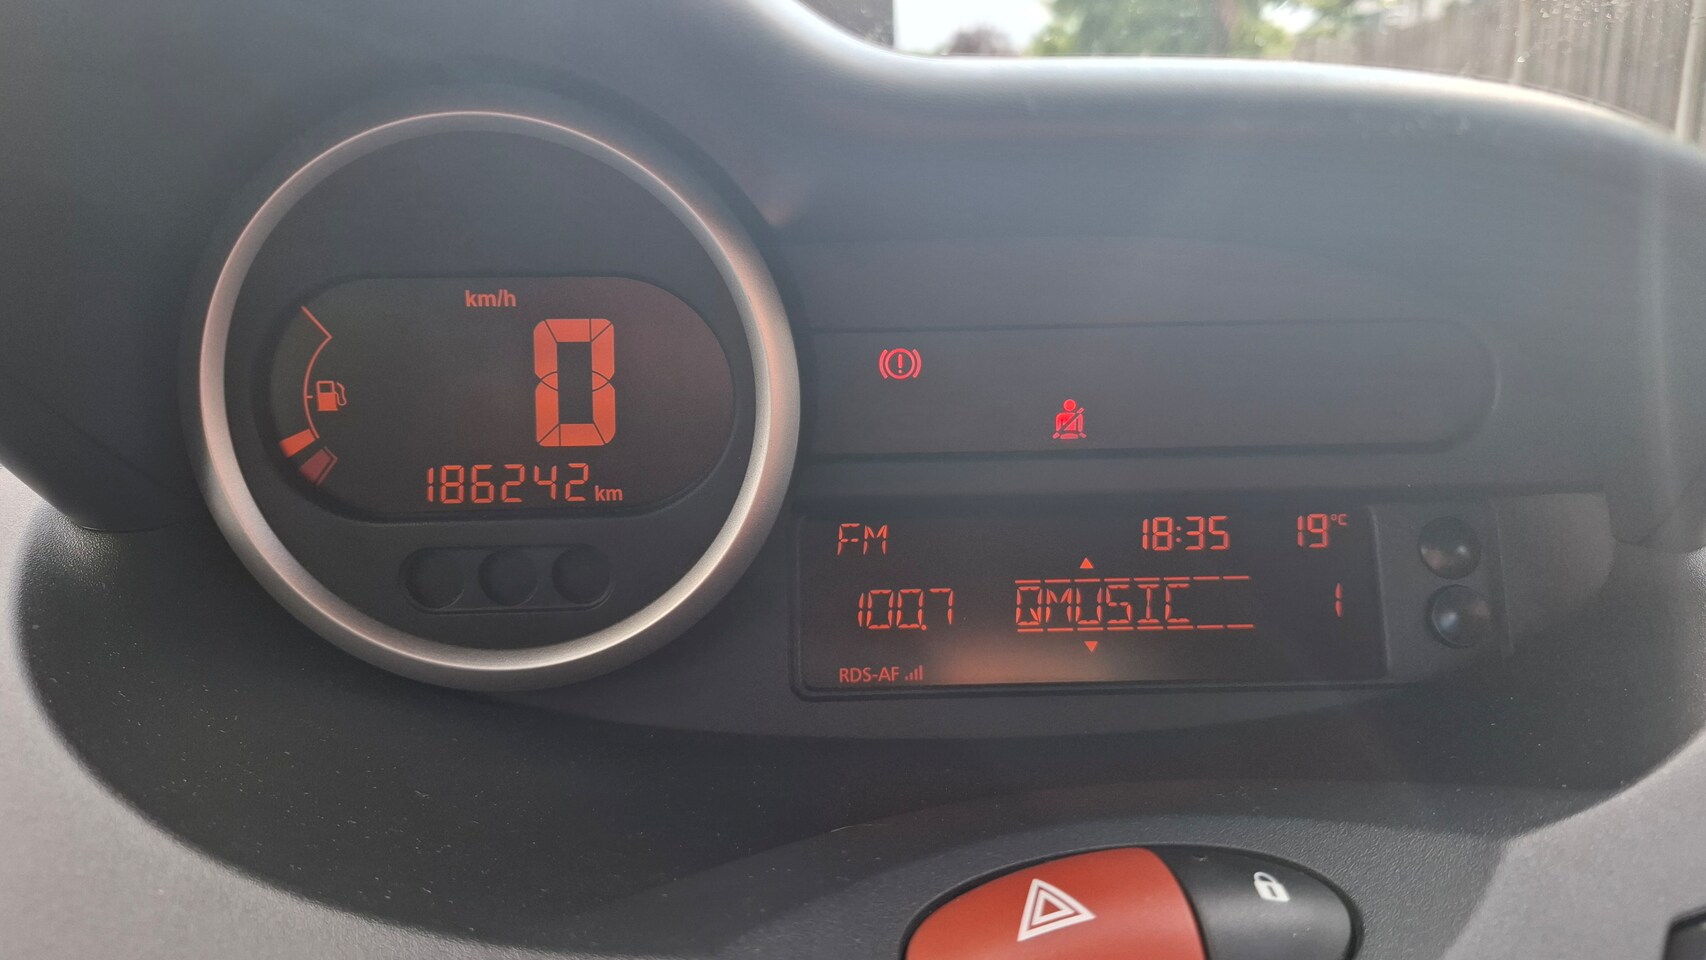 km/h
0
186242 km
FM 18:35 19°C
100.7 QMUSIC 1
RDS-AF